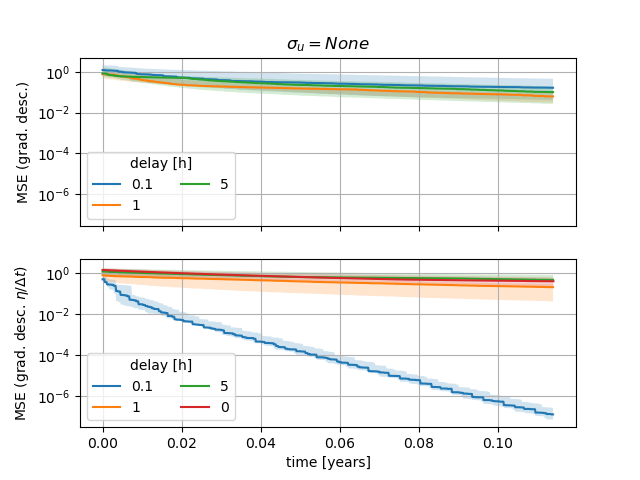 σ_u = None
MSE (grad. desc.)
10^0
10^−2
10^−4
10^−6
delay [h]
0.1 5
1
MSE (grad. desc. η/Δt)
10^0
10^−2
10^−4
10^−6
delay [h]
0.1 5
1 0
0.00 0.02 0.04 0.06 0.08 0.10
time [years]